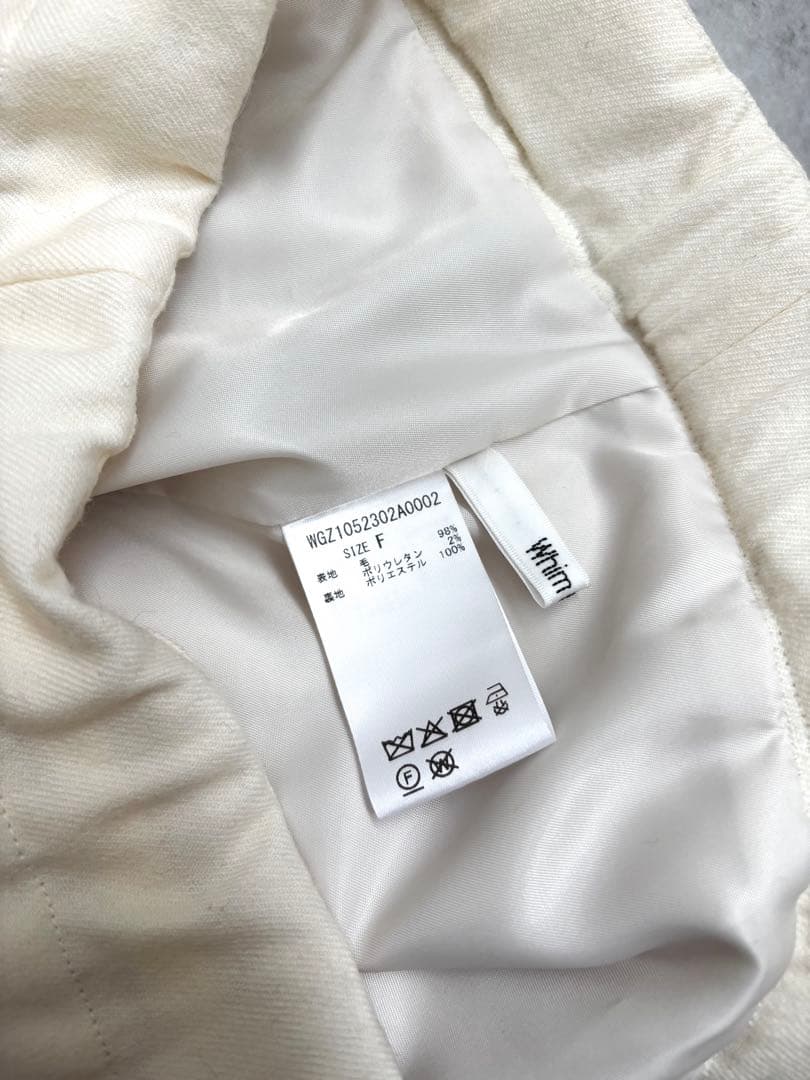 WGZ1052302A0002
SIZE F
表地 毛 98%
ポリウレタン 2%
裏地 ポリエステル 100%
F
W
Whim